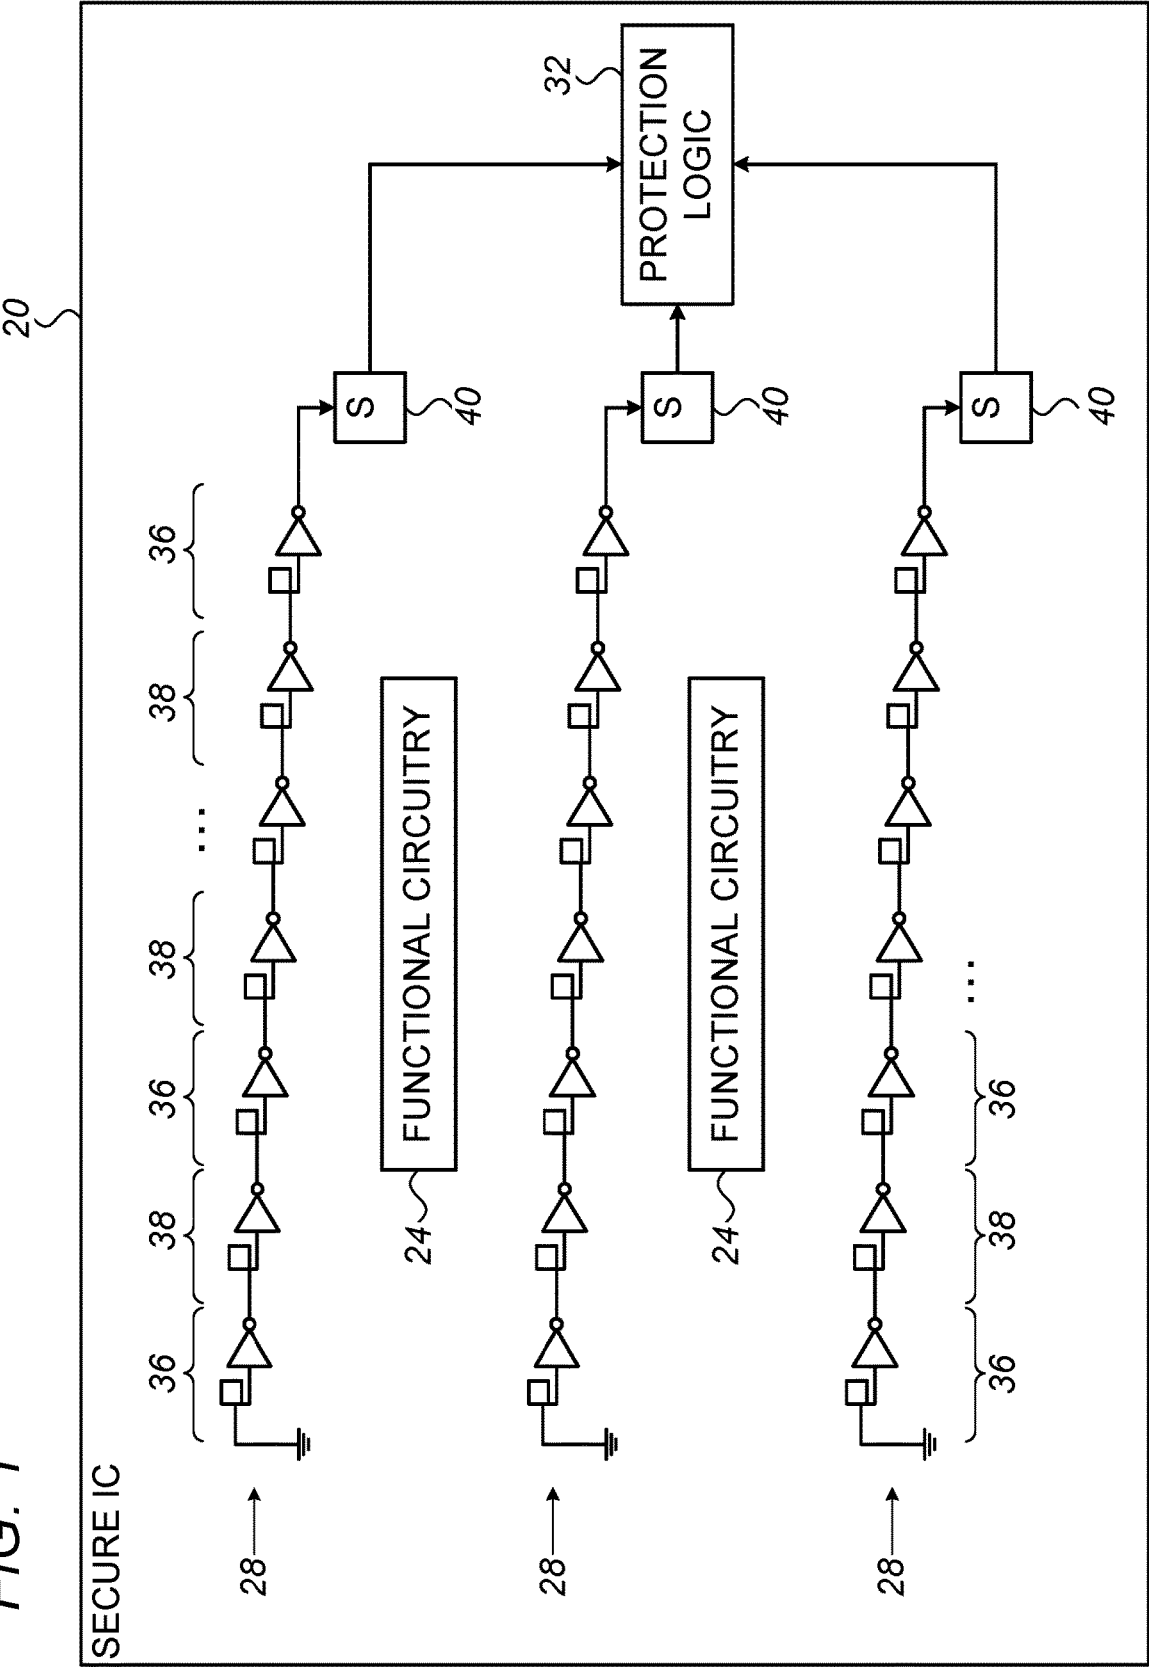 FIG. 1
20
SECURE IC
36 38 36 38 ... 38 36
28
S
24 FUNCTIONAL CIRCUITRY
40
28
32
PROTECTION
LOGIC
S
24 FUNCTIONAL CIRCUITRY
40
28
S
36 38 36 ...
40